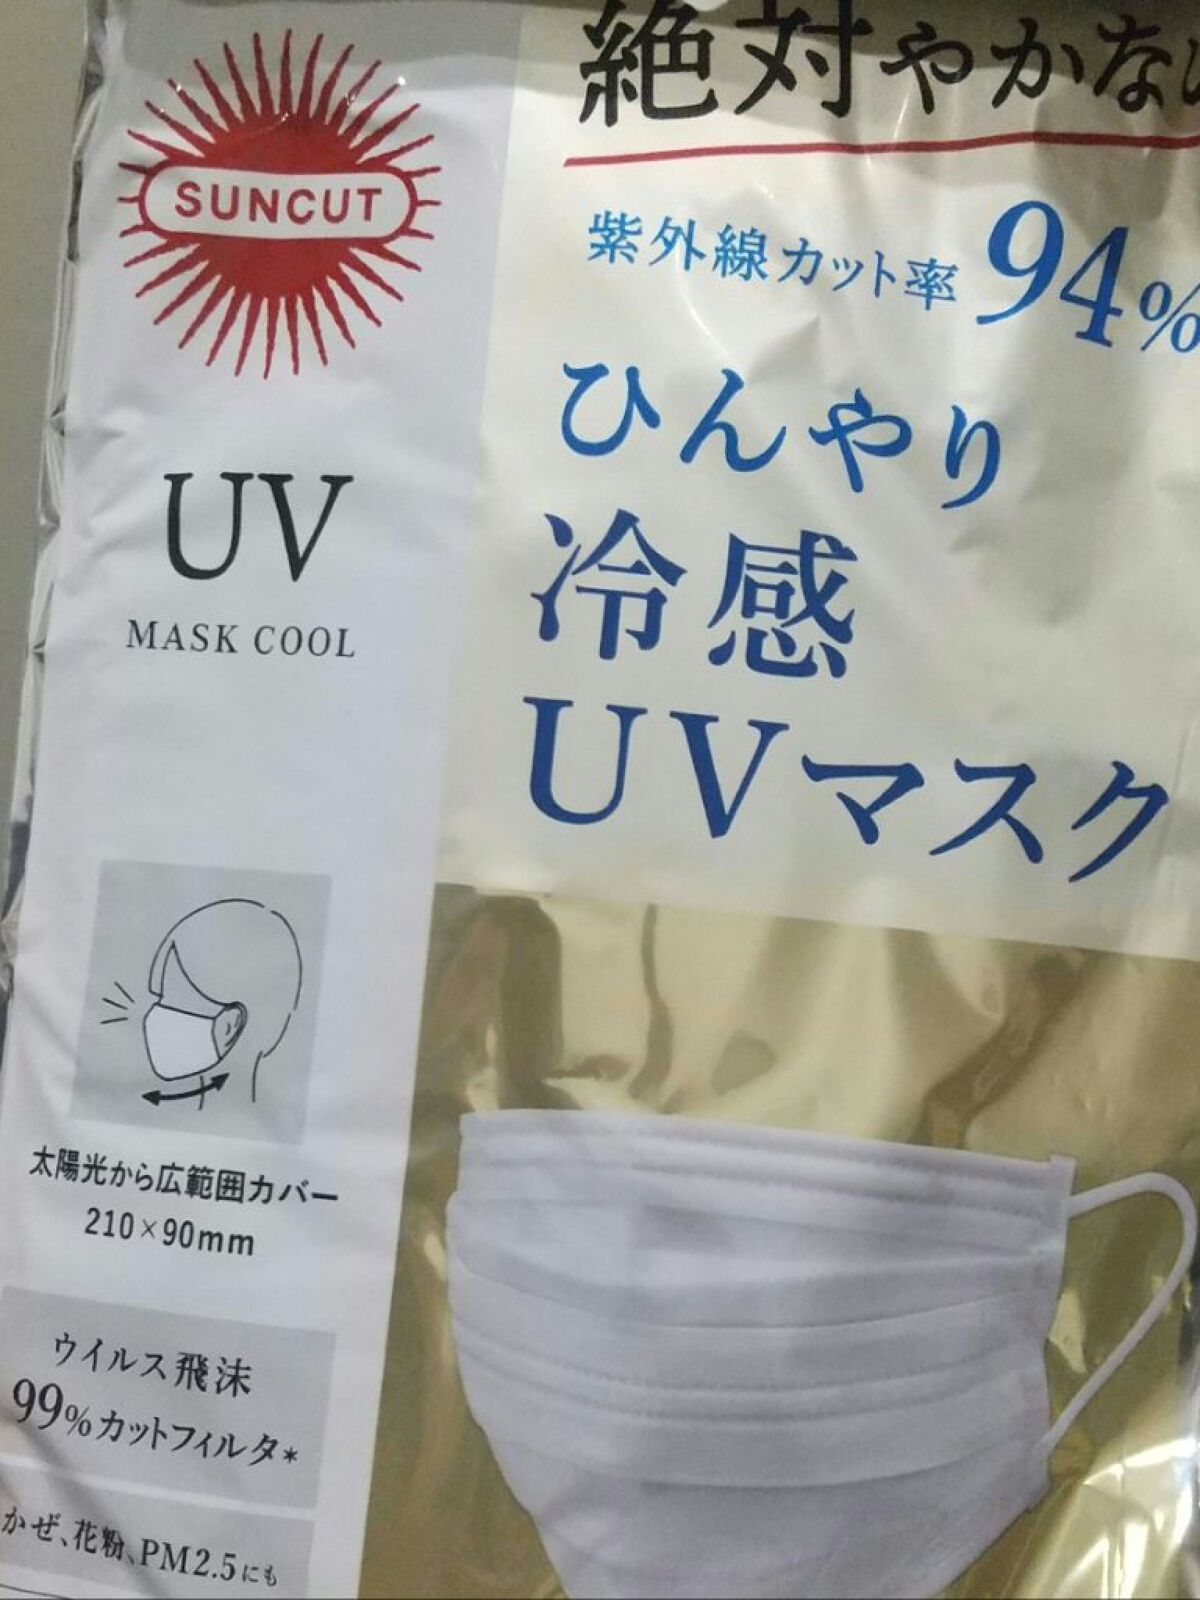 絶対やかな
SUNCUT
紫外線カット率94%
ひんやり
冷感
UVマスク
UV
MASK COOL
太陽光から広範囲カバー
210×90mm
ウイルス飛沫
99%カットフィルタ*
かぜ、花粉、PM2.5にも